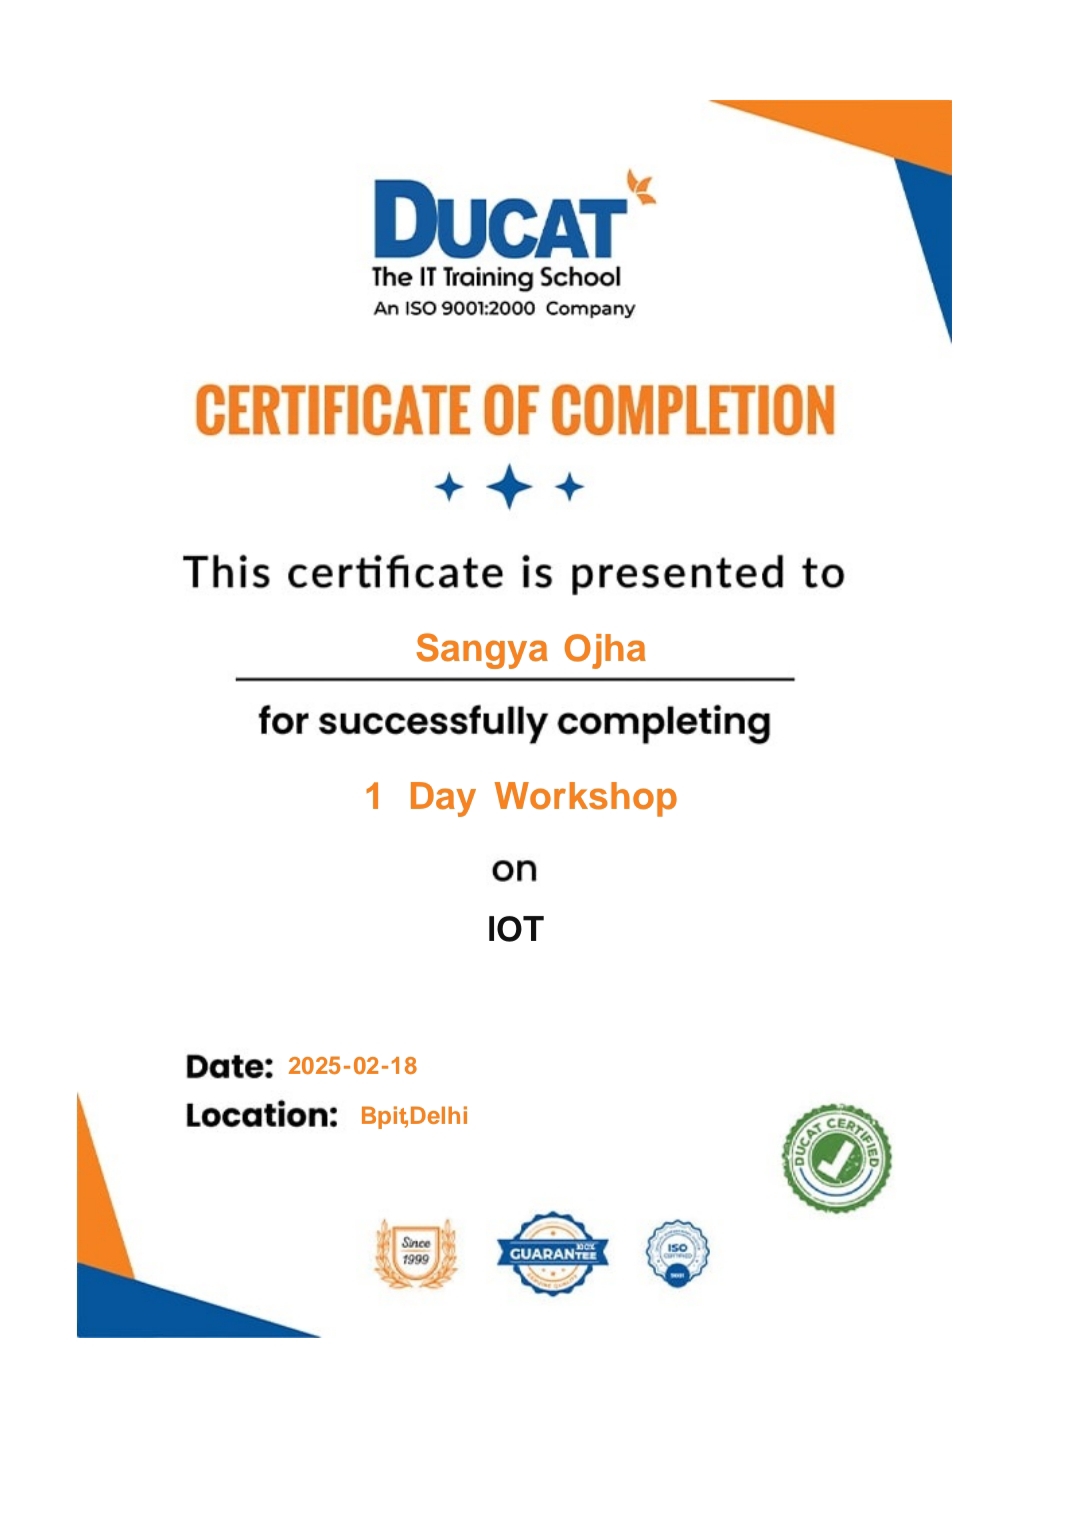 DUCAT
The IT Training School
An ISO 9001:2000 Company
CERTIFICATE OF COMPLETION
This certificate is presented to
Sangya Ojha
for successfully completing
1 Day Workshop
on
IOT
Date: 2025-02-18
Location: Bpit,Delhi
DUCAT CERTIFIED
Since
1999
100%
GUARANTEE
ISO
CERTIFIED
9001